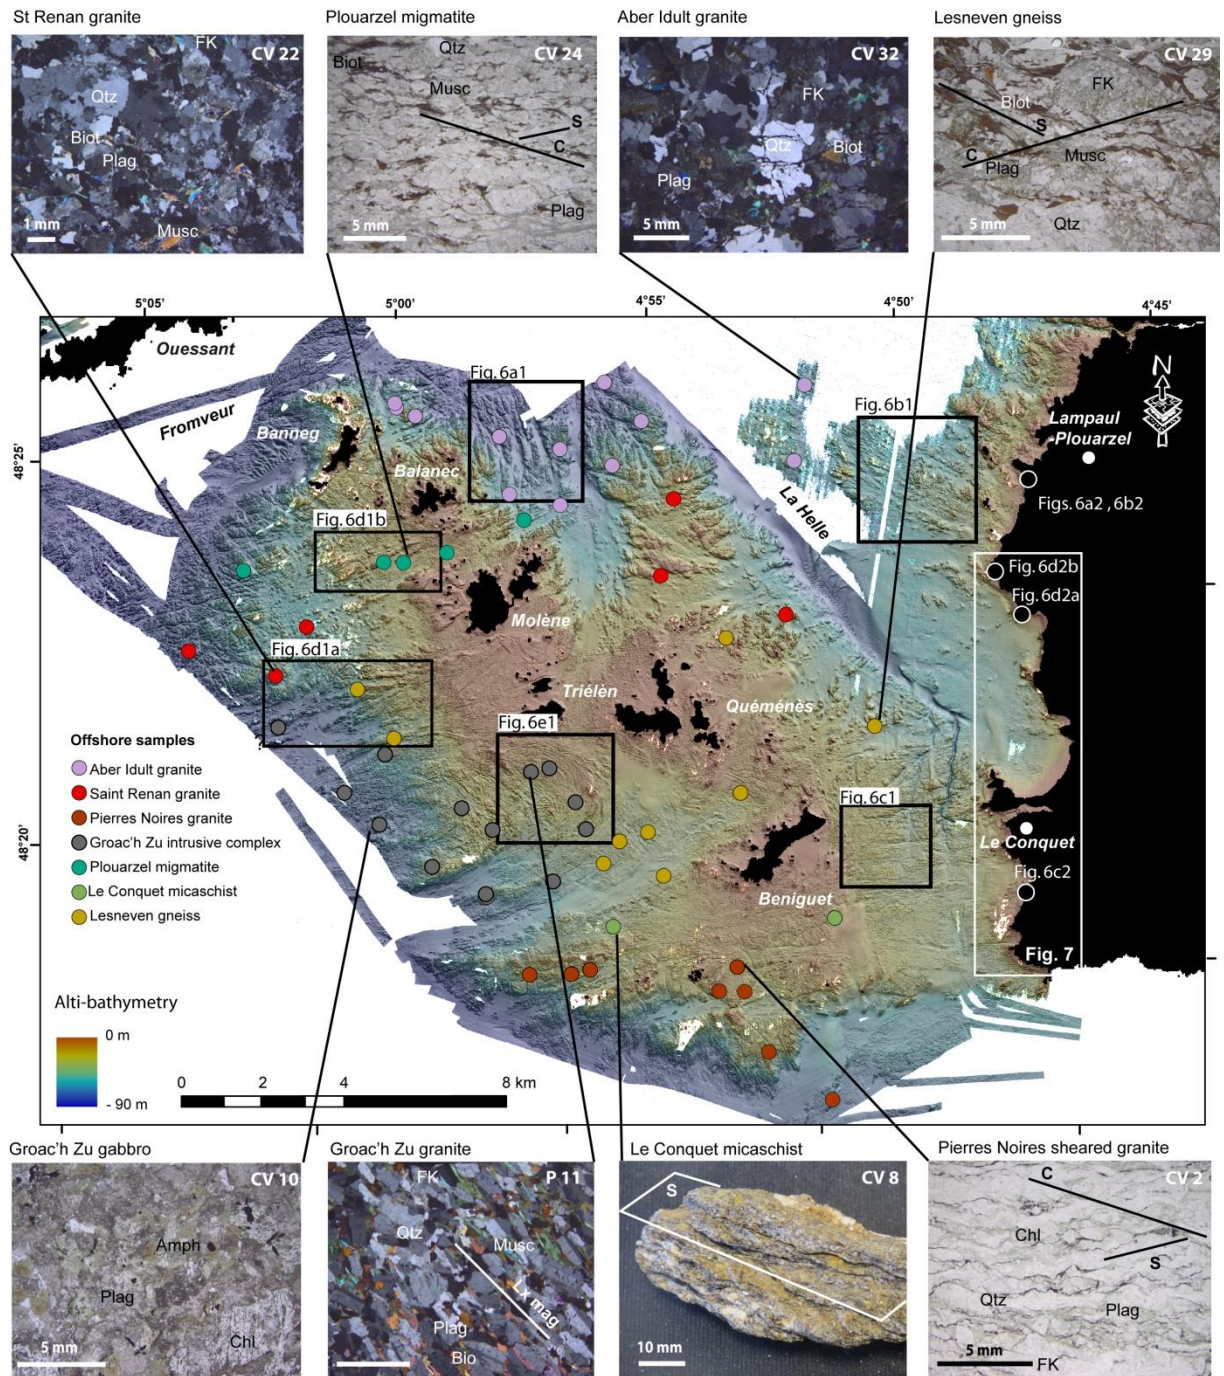 St Renan granite
Plouarzel migmatite
Aber Idult granite
Lesneven gneiss
FK
CV 22
Qtz
Biot
Plag
1 mm
Musc
Qtz
CV 24
Biot
Musc
S
C
Plag
5 mm
CV 32
FK
Qtz
Biot
Plag
5 mm
CV 29
FK
Biot
S
C
Musc
Plag
Qtz
5 mm
5°05'
5°00'
4°55'
4°50'
4°45'
48°25'
48°20'
Ouessant
Fromveur
Banneg
Balanec
Fig. 6a1
Fig. 6b1
N
Lampaul
-Plouarzel
Figs. 6a2 , 6b2
La Helle
Fig. 6d1b
Fig. 6d2b
Fig. 6d2a
Molène
Fig. 6d1a
Triélèn
Quéménès
Fig. 6e1
Fig. 6c1
Le Conquet
Fig. 6c2
Beniguet
Fig. 7
Offshore samples
Aber Idult granite
Saint Renan granite
Pierres Noires granite
Groac'h Zu intrusive complex
Plouarzel migmatite
Le Conquet micaschist
Lesneven gneiss
Alti-bathymetry
0 m
- 90 m
0 2 4 8 km
Groac'h Zu gabbro
Groac'h Zu granite
Le Conquet micaschist
Pierres Noires sheared granite
CV 10
Amph
Plag
Chl
5 mm
FK
P 11
Qtz
Musc
Lx mag
Plag
Bio
S
CV 8
10 mm
C
CV 2
Chl
S
Qtz
Plag
5 mm
FK